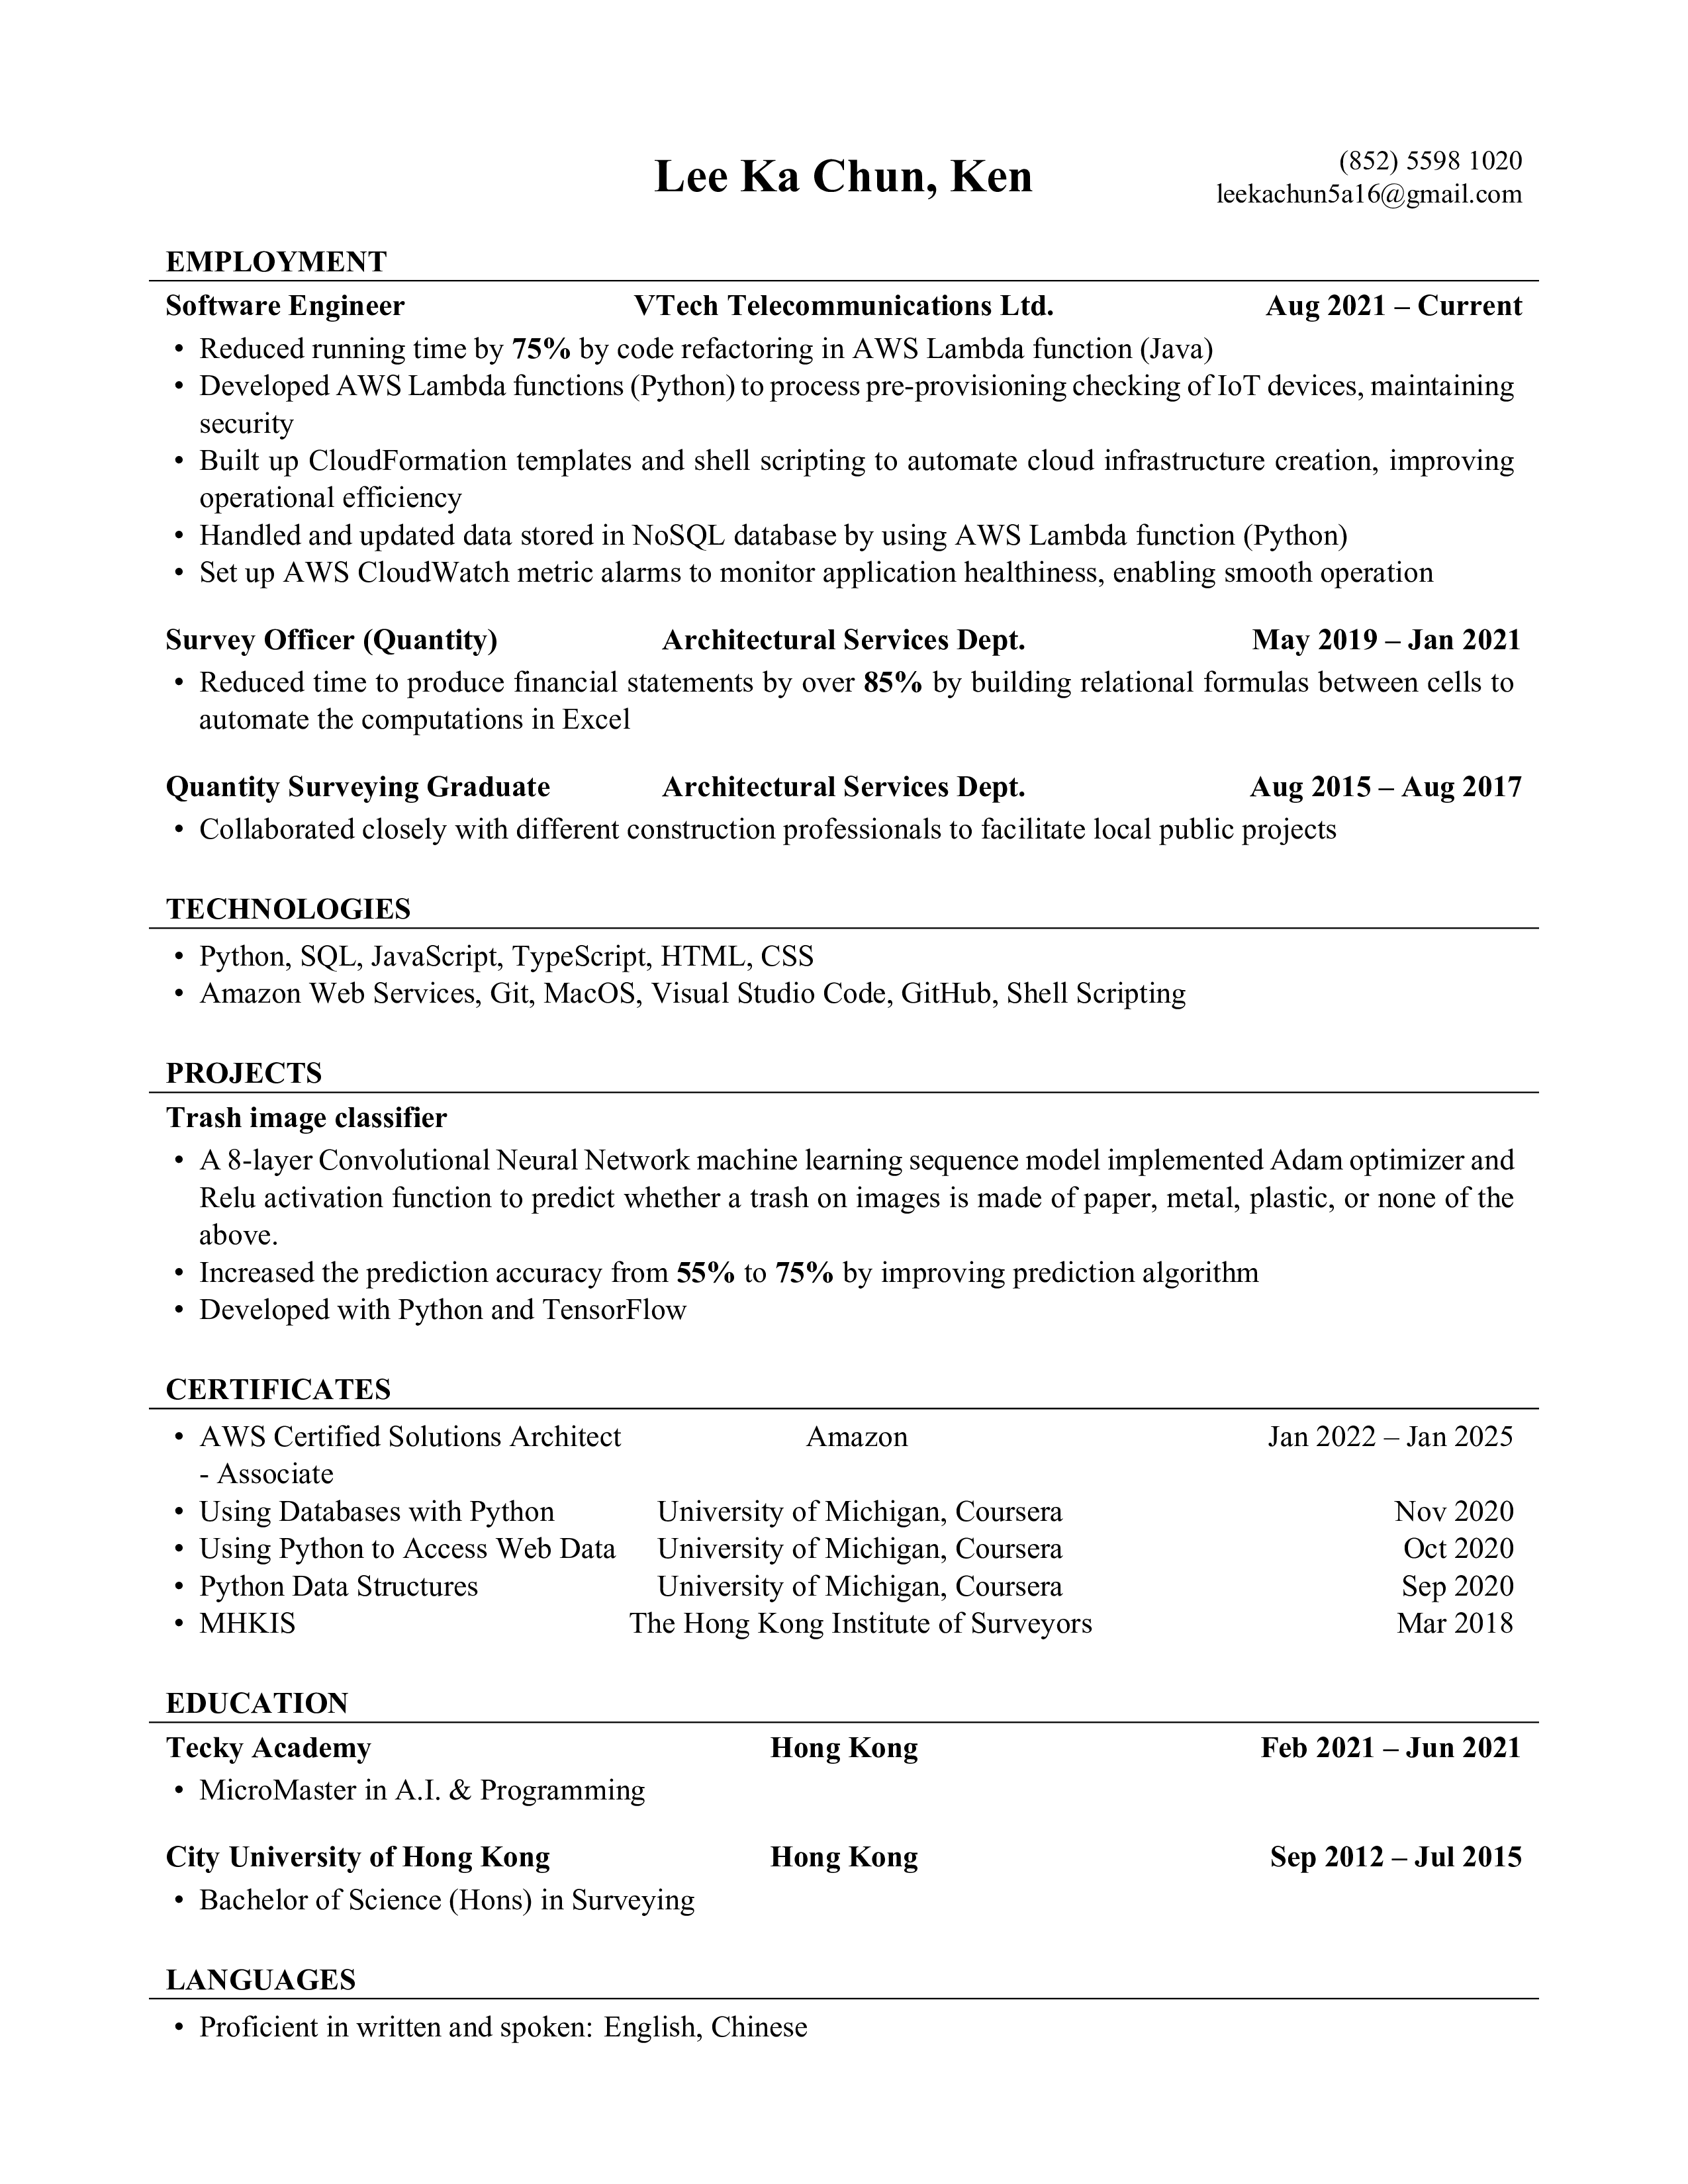 Lee Ka Chun, Ken
(852) 5598 1020
leekachun5a16@gmail.com
EMPLOYMENT
Software Engineer VTech Telecommunications Ltd. Aug 2021 – Current
• Reduced running time by 75% by code refactoring in AWS Lambda function (Java)
• Developed AWS Lambda functions (Python) to process pre-provisioning checking of IoT devices, maintaining
security
• Built up CloudFormation templates and shell scripting to automate cloud infrastructure creation, improving
operational efficiency
• Handled and updated data stored in NoSQL database by using AWS Lambda function (Python)
• Set up AWS CloudWatch metric alarms to monitor application healthiness, enabling smooth operation
Survey Officer (Quantity) Architectural Services Dept. May 2019 – Jan 2021
• Reduced time to produce financial statements by over 85% by building relational formulas between cells to
automate the computations in Excel
Quantity Surveying Graduate Architectural Services Dept. Aug 2015 – Aug 2017
• Collaborated closely with different construction professionals to facilitate local public projects
TECHNOLOGIES
• Python, SQL, JavaScript, TypeScript, HTML, CSS
• Amazon Web Services, Git, MacOS, Visual Studio Code, GitHub, Shell Scripting
PROJECTS
Trash image classifier
• A 8-layer Convolutional Neural Network machine learning sequence model implemented Adam optimizer and
Relu activation function to predict whether a trash on images is made of paper, metal, plastic, or none of the
above.
• Increased the prediction accuracy from 55% to 75% by improving prediction algorithm
• Developed with Python and TensorFlow
CERTIFICATES
• AWS Certified Solutions Architect Amazon Jan 2022 – Jan 2025
- Associate
• Using Databases with Python University of Michigan, Coursera Nov 2020
• Using Python to Access Web Data University of Michigan, Coursera Oct 2020
• Python Data Structures University of Michigan, Coursera Sep 2020
• MHKIS The Hong Kong Institute of Surveyors Mar 2018
EDUCATION
Tecky Academy Hong Kong Feb 2021 – Jun 2021
• MicroMaster in A.I. & Programming
City University of Hong Kong Hong Kong Sep 2012 – Jul 2015
• Bachelor of Science (Hons) in Surveying
LANGUAGES
• Proficient in written and spoken: English, Chinese